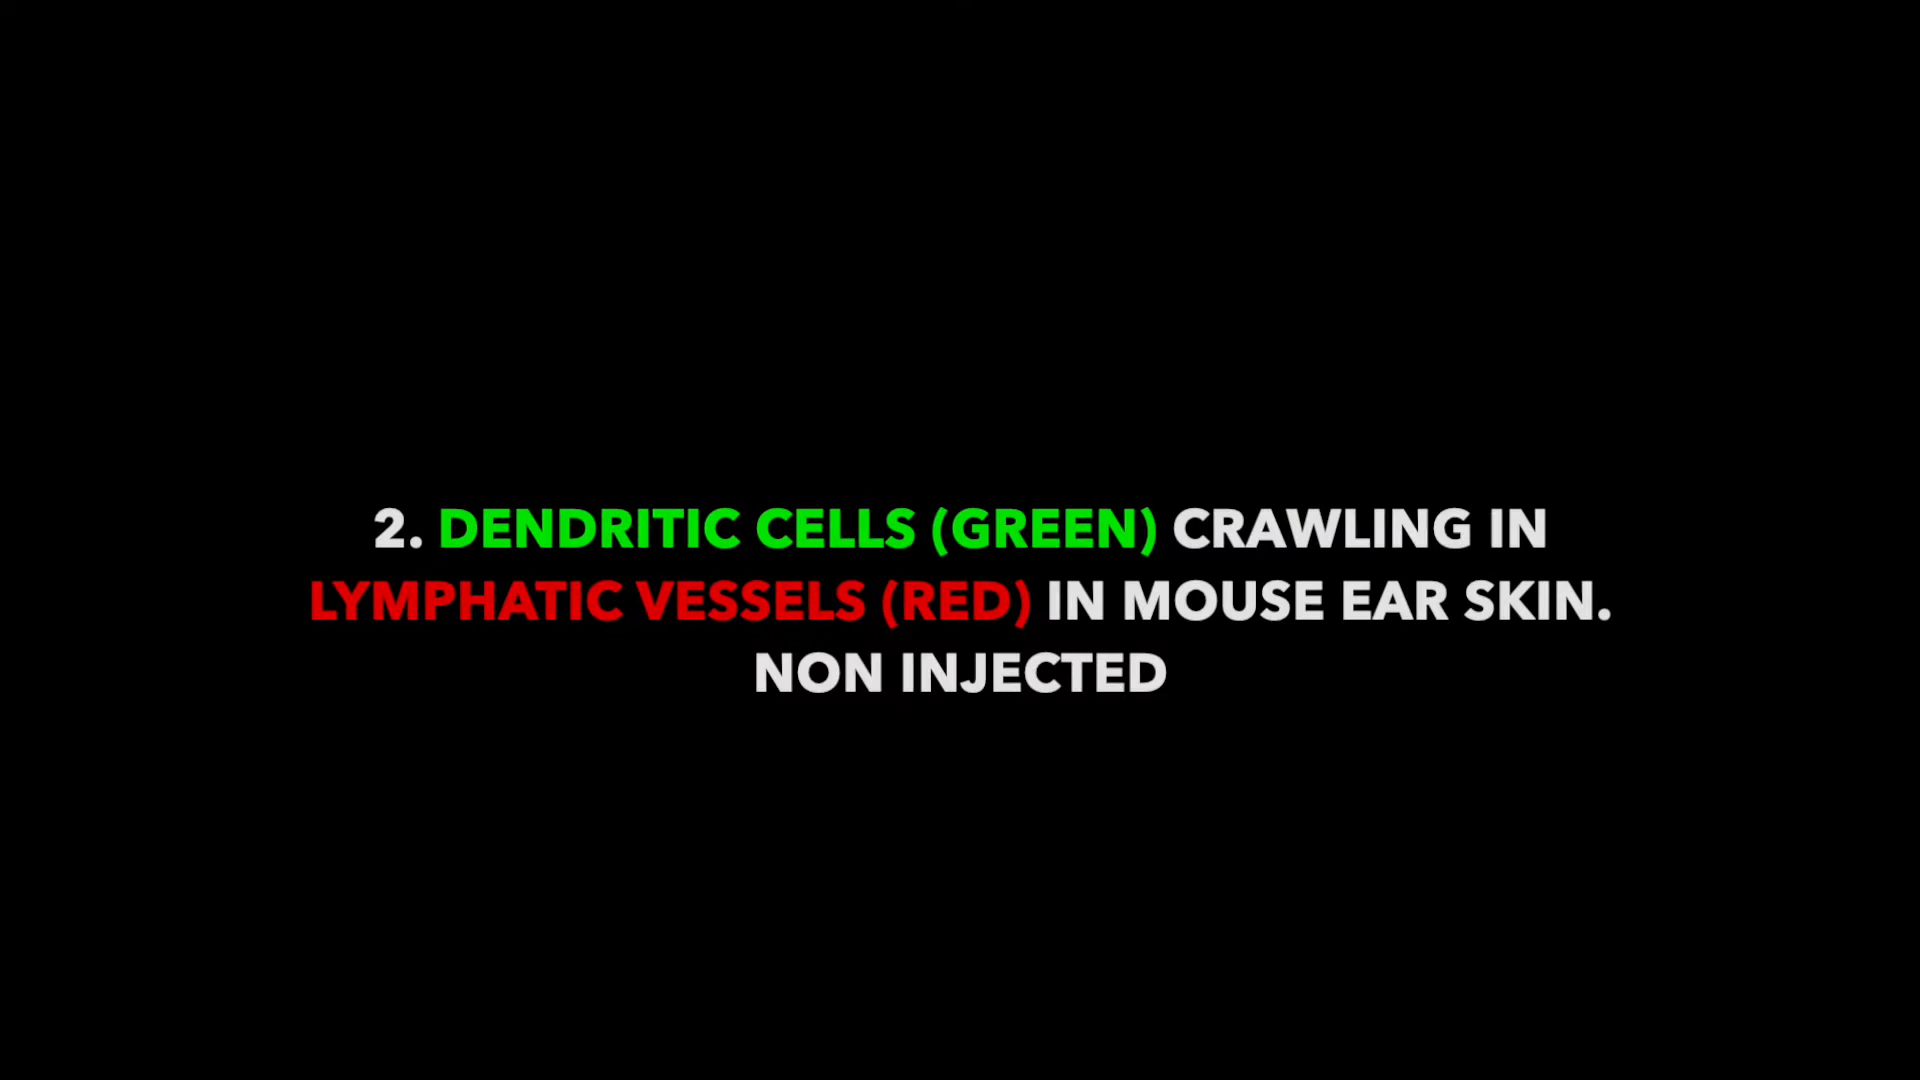 2. DENDRITIC CELLS (GREEN) CRAWLING IN
LYMPHATIC VESSELS (RED) IN MOUSE EAR SKIN.
NON INJECTED